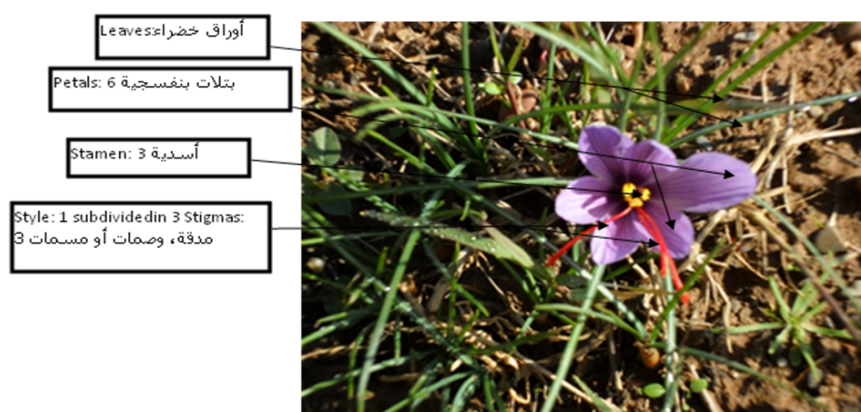 Leaves:أوراق خضراء
Petals: 6 بتلات بنفسجية
Stamen: 3 أسدية
Style: 1 subdividedin 3 Stigmas:
مدقة، وصمات أو مسمات 3